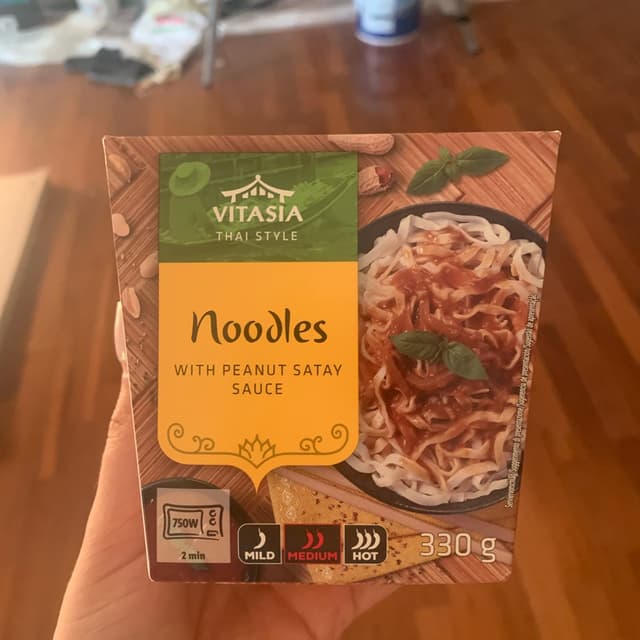 VITASIA
THAI STYLE
Noodles
WITH PEANUT SATAY
SAUCE
750W
2 min
MILD
MEDIUM
HOT
330 g